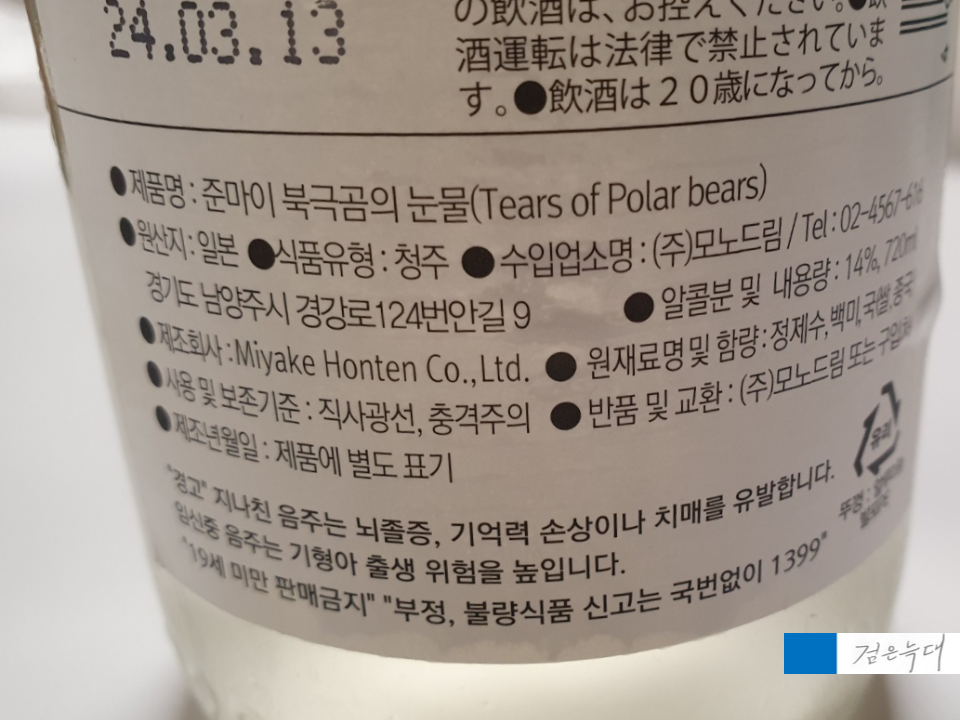 24.03.13
の飲酒は、お控えください。●飲
酒運転は法律で禁止されていま
す。●飲酒は２０歳になってから。
●제품명 : 준마이 북극곰의 눈물(Tears of Polar bears)
●원산지 : 일본 ●식품유형 : 청주 ●수입업소명 : (주)모노드림 / Tel : 02-4567-616
경기도 남양주시 경강로124번안길 9 ●알콜분 및 내용량 : 14%, 720ml
●제조회사 : Miyake Honten Co., Ltd. ●원재료명 및 함량 : 정제수, 백미, 국(쌀, 종국
●사용 및 보존기준 : 직사광선, 충격주의 ●반품 및 교환 : (주)모노드림 또는 구입처
●제조년월일 : 제품에 별도 표기
유리
뚜껑 :
"경고" 지나친 음주는 뇌졸증, 기억력 손상이나 치매를 유발합니다.
임신중 음주는 기형아 출생 위험을 높입니다.
"19세 미만 판매금지" "부정, 불량식품 신고는 국번없이 1399"
검은늑대